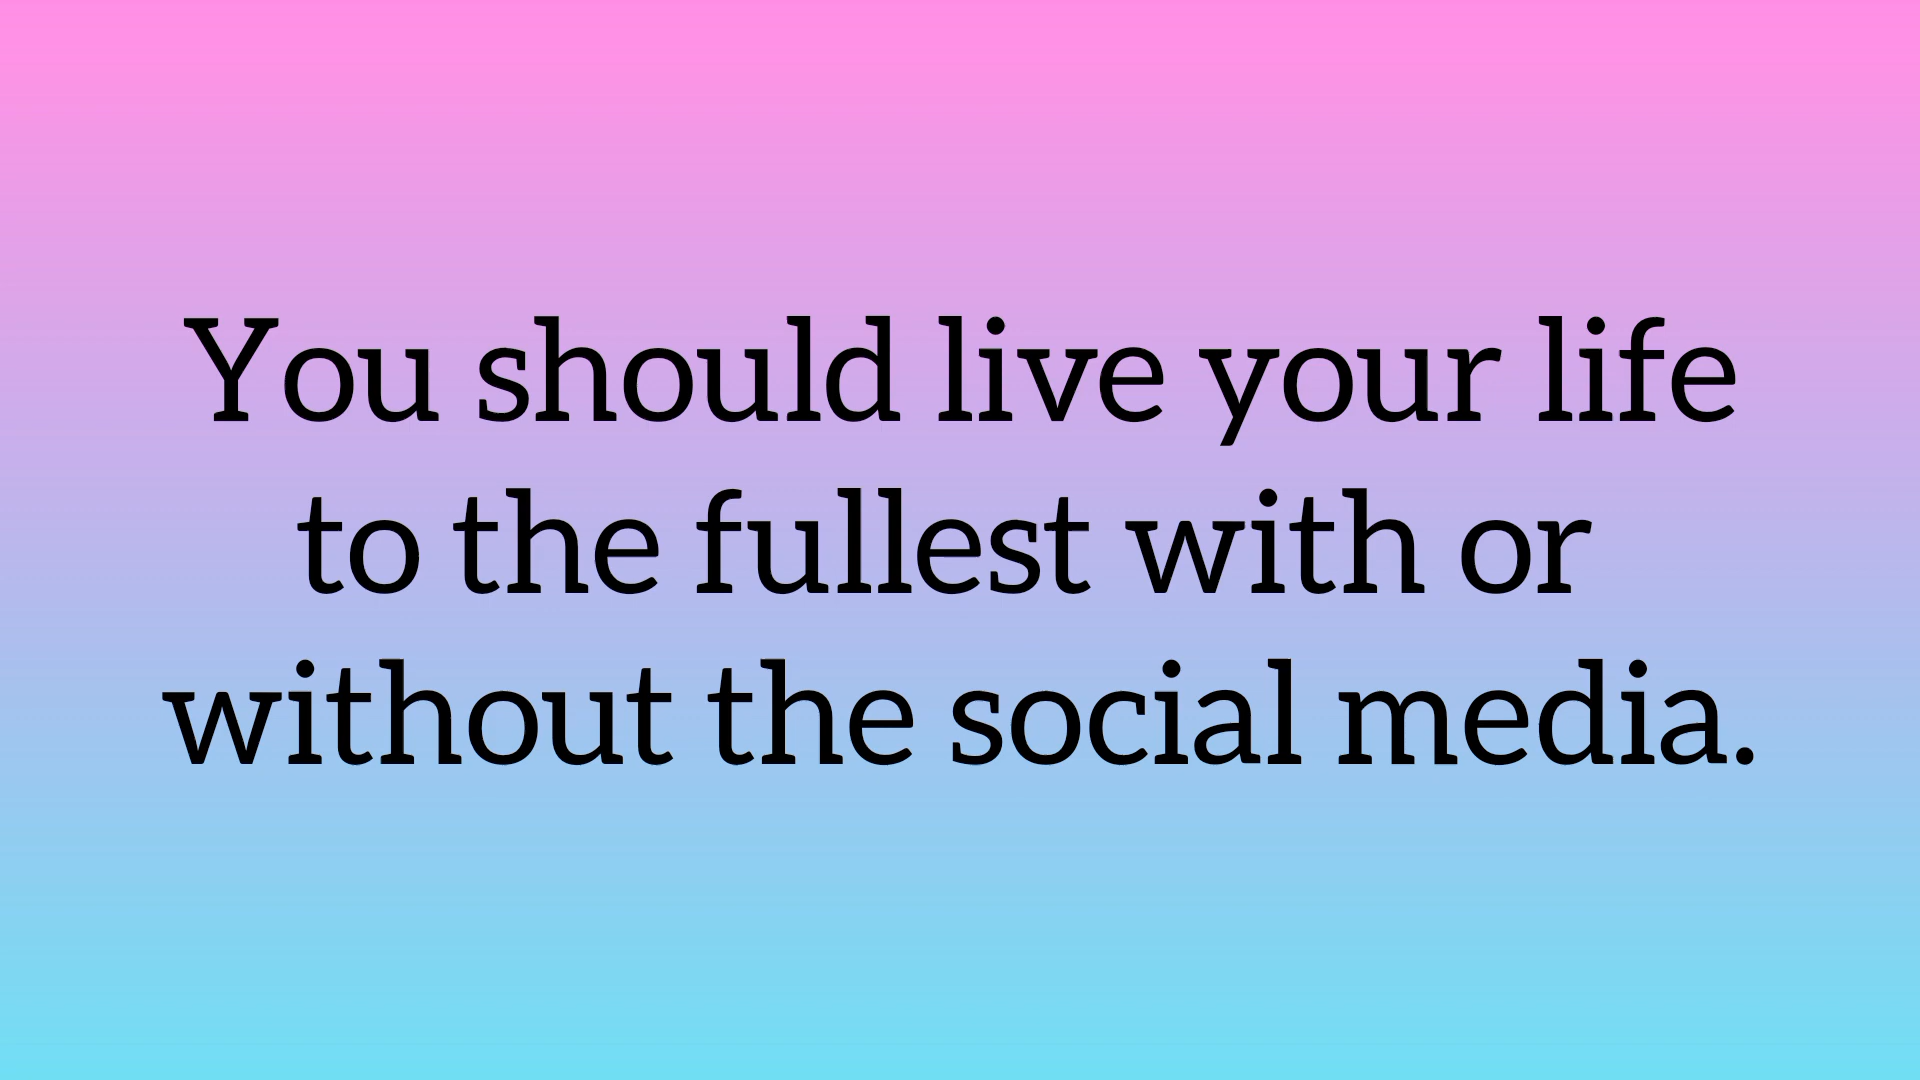 You should live your life
to the fullest with or
without the social media.